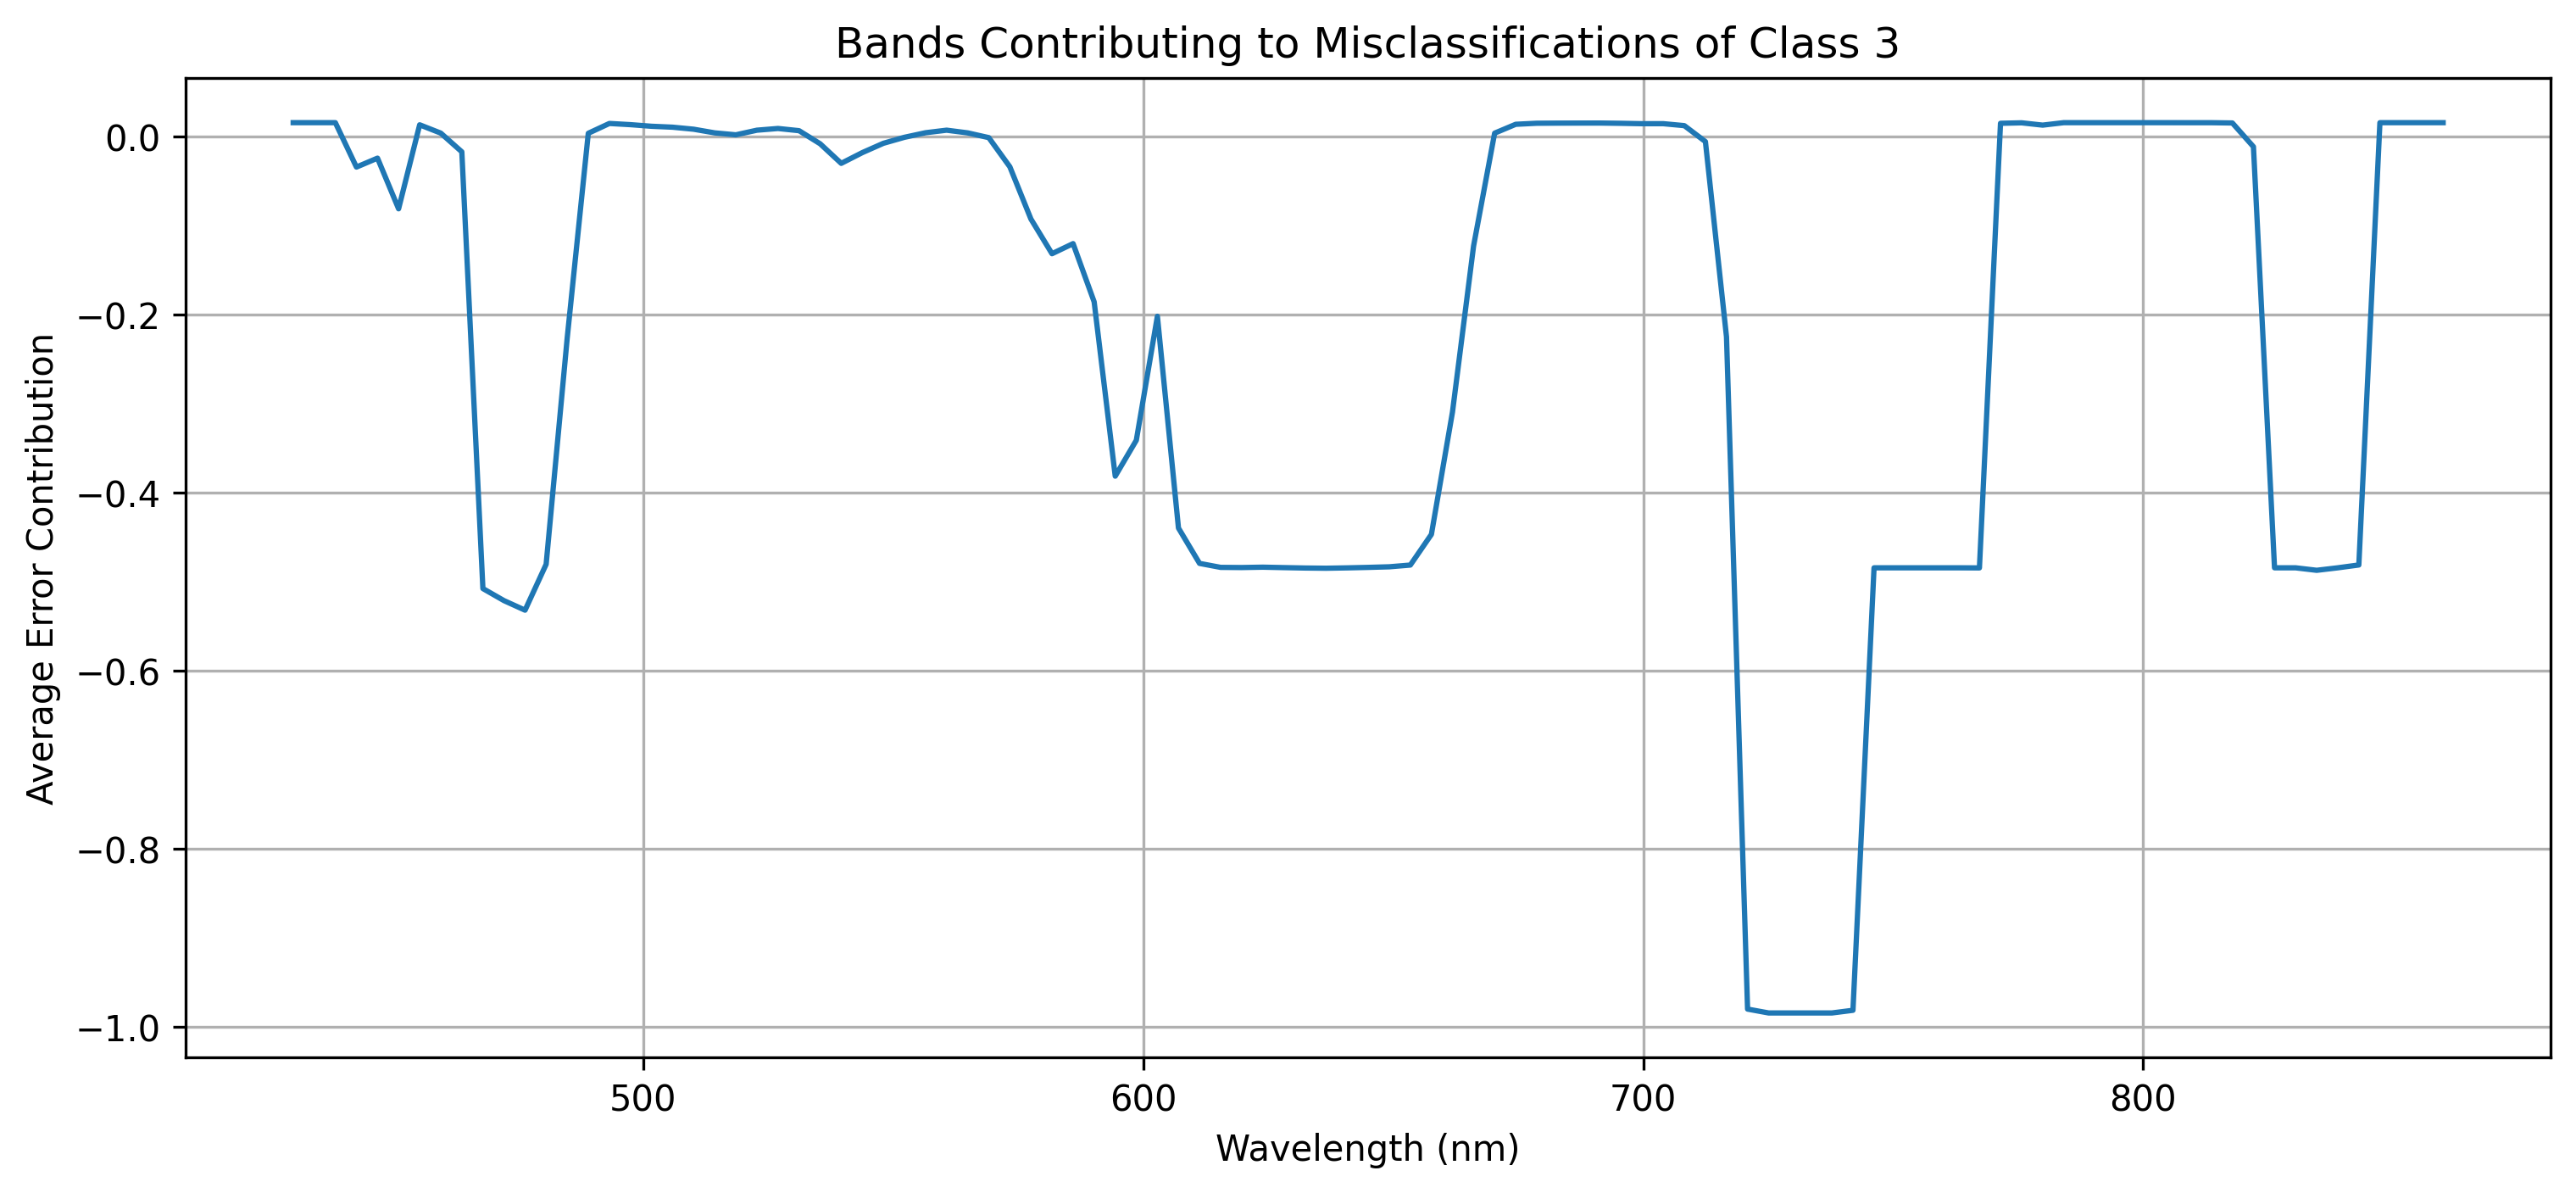 Bands Contributing to Misclassifications of Class 3
Average Error Contribution
0.0
−0.2
−0.4
−0.6
−0.8
−1.0
500 600 700 800
Wavelength (nm)